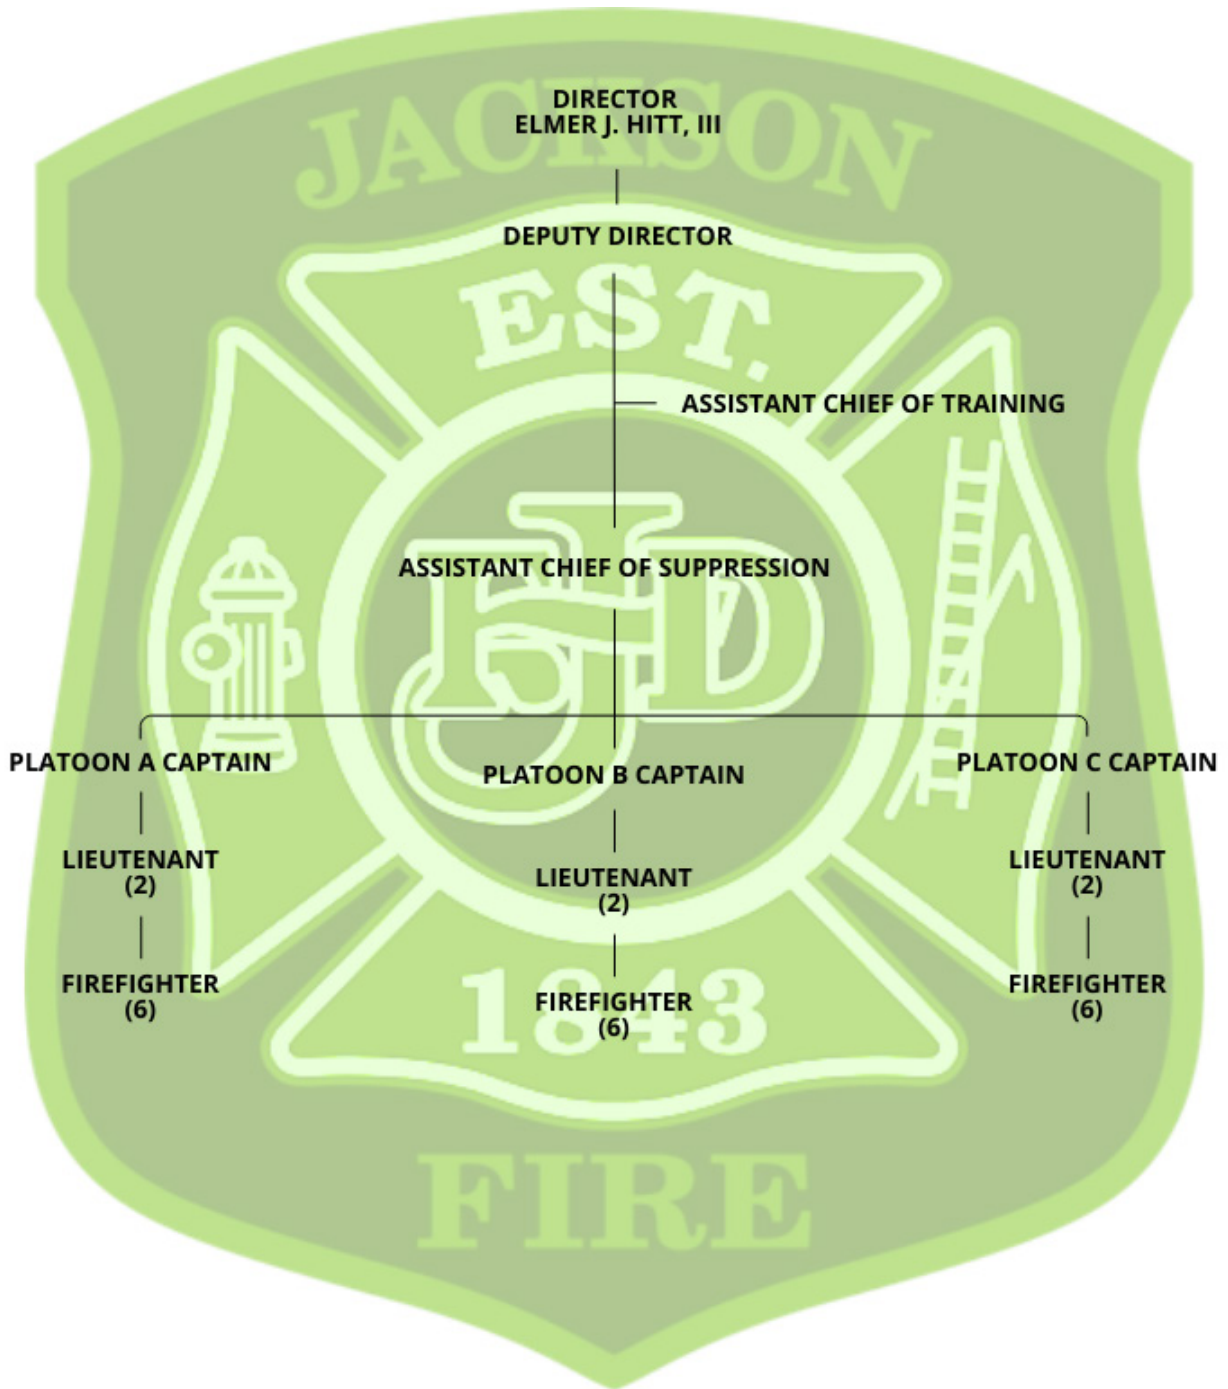 JACKSON
DIRECTOR
ELMER J. HITT, III
DEPUTY DIRECTOR
EST.
ASSISTANT CHIEF OF TRAINING
FJD
ASSISTANT CHIEF OF SUPPRESSION
PLATOON A CAPTAIN
PLATOON B CAPTAIN
PLATOON C CAPTAIN
LIEUTENANT
(2)
LIEUTENANT
(2)
LIEUTENANT
(2)
FIREFIGHTER
(6)
FIREFIGHTER
(6)
FIREFIGHTER
(6)
1843
FIRE